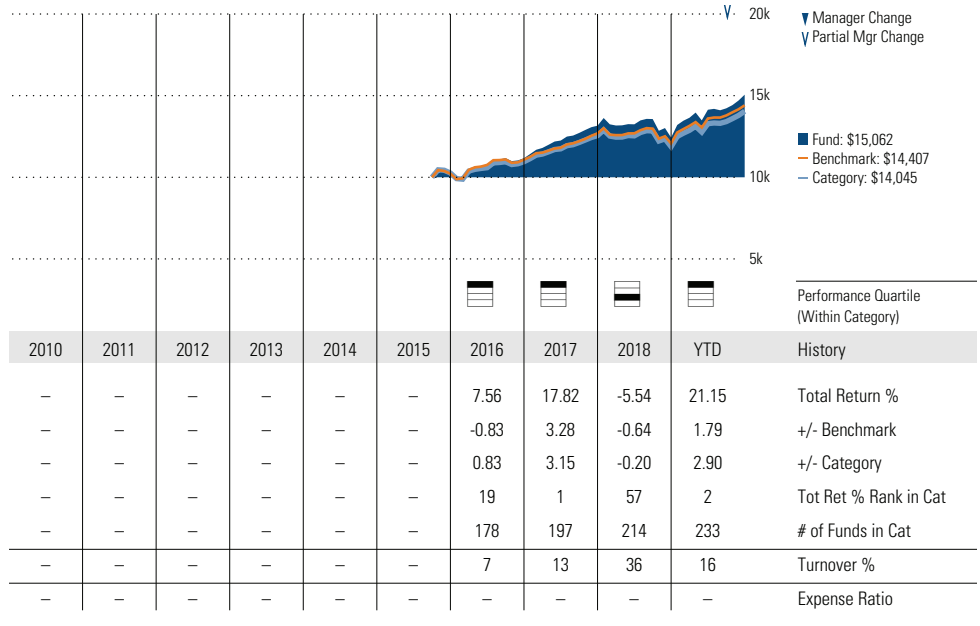 20k
▼ Manager Change
∨ Partial Mgr Change
15k
Fund: $15,062
Benchmark: $14,407
Category: $14,045
10k
5k
Performance Quartile
(Within Category)
2010 2011 2012 2013 2014 2015 2016 2017 2018 YTD History
– – – – – – 7.56 17.82 -5.54 21.15 Total Return %
– – – – – – -0.83 3.28 -0.64 1.79 +/- Benchmark
– – – – – – 0.83 3.15 -0.20 2.90 +/- Category
– – – – – – 19 1 57 2 Tot Ret % Rank in Cat
– – – – – – 178 197 214 233 # of Funds in Cat
– – – – – – 7 13 36 16 Turnover %
– – – – – – – – – – Expense Ratio